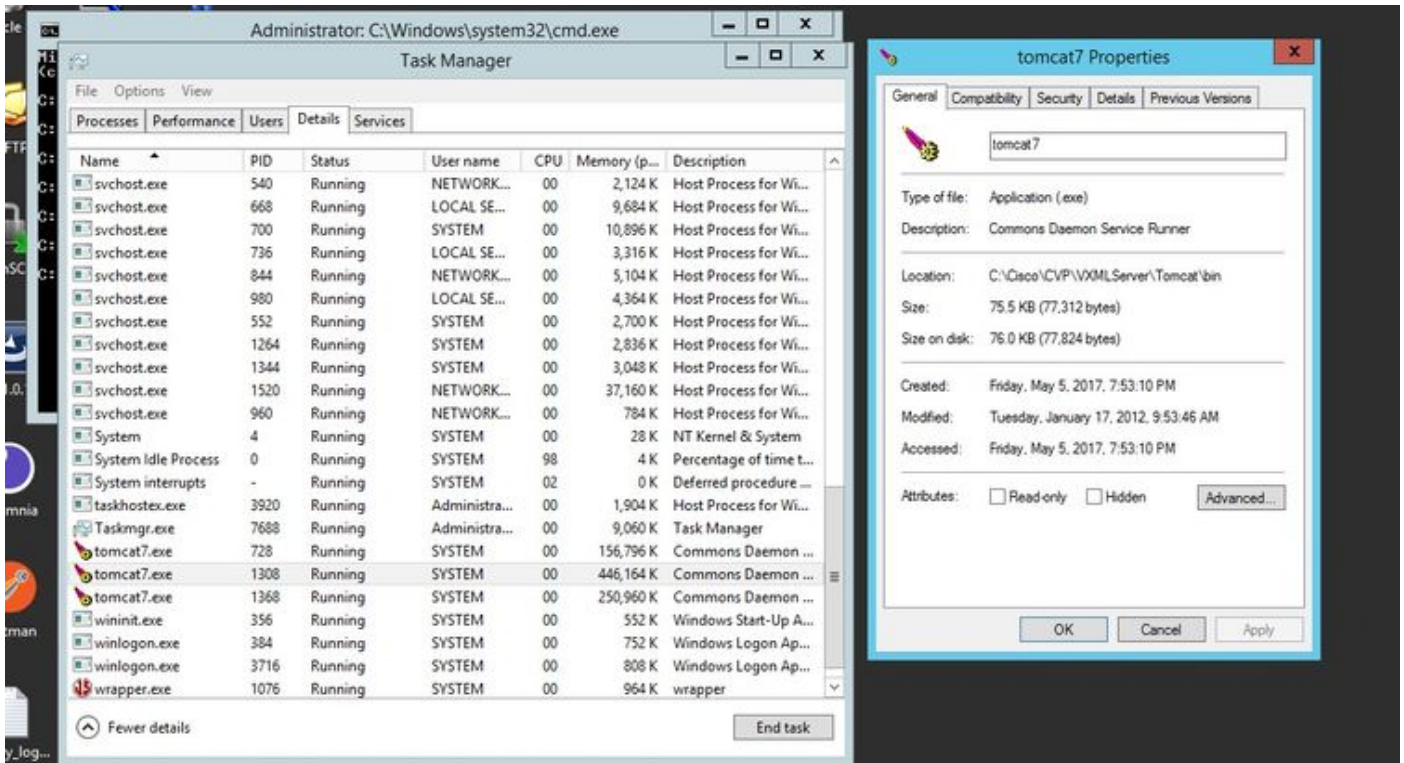 Administrator: C:\Windows\system32\cmd.exe
Task Manager
File Options View
Processes Performance Users Details Services
Name PID Status User name CPU Memory (p... Description
svchost.exe 540 Running NETWORK... 00 2,124 K Host Process for Wi...
svchost.exe 668 Running LOCAL SE... 00 9,684 K Host Process for Wi...
svchost.exe 700 Running SYSTEM 00 10,896 K Host Process for Wi...
svchost.exe 736 Running LOCAL SE... 00 3,316 K Host Process for Wi...
svchost.exe 844 Running NETWORK... 00 5,104 K Host Process for Wi...
svchost.exe 980 Running LOCAL SE... 00 4,364 K Host Process for Wi...
svchost.exe 552 Running SYSTEM 00 2,700 K Host Process for Wi...
svchost.exe 1264 Running SYSTEM 00 2,836 K Host Process for Wi...
svchost.exe 1344 Running SYSTEM 00 3,048 K Host Process for Wi...
svchost.exe 1520 Running NETWORK... 00 37,160 K Host Process for Wi...
svchost.exe 960 Running NETWORK... 00 784 K Host Process for Wi...
System 4 Running SYSTEM 00 28 K NT Kernel & System
System Idle Process 0 Running SYSTEM 98 4 K Percentage of time t...
System interrupts - Running SYSTEM 02 0 K Deferred procedure ...
taskhostex.exe 3920 Running Administra... 00 1,904 K Host Process for Wi...
Taskmgr.exe 7688 Running Administra... 00 9,060 K Task Manager
tomcat7.exe 728 Running SYSTEM 00 156,796 K Commons Daemon ...
tomcat7.exe 1308 Running SYSTEM 00 446,164 K Commons Daemon ...
tomcat7.exe 1368 Running SYSTEM 00 250,960 K Commons Daemon ...
wininit.exe 356 Running SYSTEM 00 552 K Windows Start-Up A...
winlogon.exe 384 Running SYSTEM 00 752 K Windows Logon Ap...
winlogon.exe 3716 Running SYSTEM 00 808 K Windows Logon Ap...
wrapper.exe 1076 Running SYSTEM 00 964 K wrapper
Fewer details
End task
tomcat7 Properties
General Compatibility Security Details Previous Versions
tomcat7
Type of file: Application (.exe)
Description: Commons Daemon Service Runner
Location: C:\Cisco\CVP\VXMLServer\Tomcat\bin
Size: 75.5 KB (77,312 bytes)
Size on disk: 76.0 KB (77,824 bytes)
Created: Friday, May 5, 2017, 7:53:10 PM
Modified: Tuesday, January 17, 2012, 9:53:46 AM
Accessed: Friday, May 5, 2017, 7:53:10 PM
Attributes: Read-only Hidden Advanced...
OK Cancel Apply